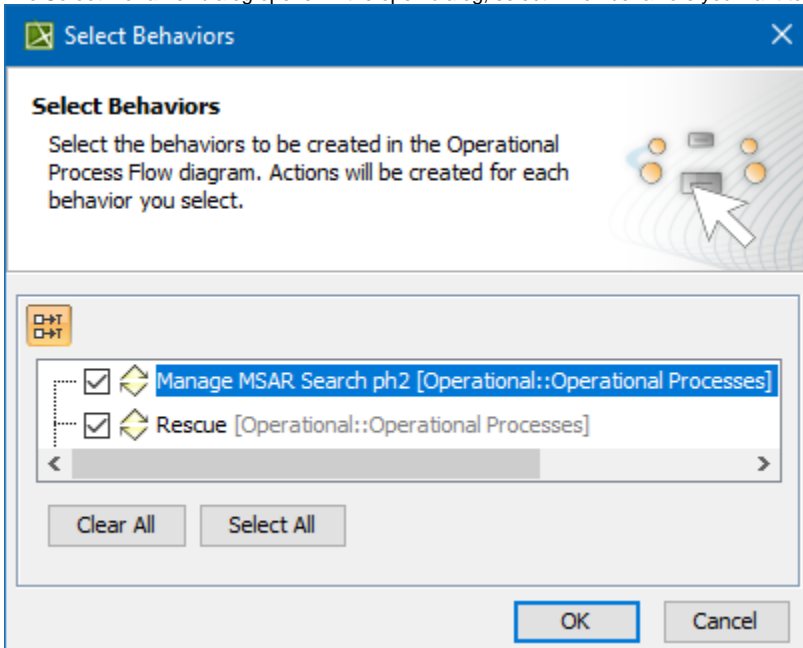 Select Behaviors
Select Behaviors
Select the behaviors to be created in the Operational
Process Flow diagram. Actions will be created for each
behavior you select.
Manage MSAR Search ph2 [Operational::Operational Processes]
Rescue [Operational::Operational Processes]
Clear All Select All
OK Cancel